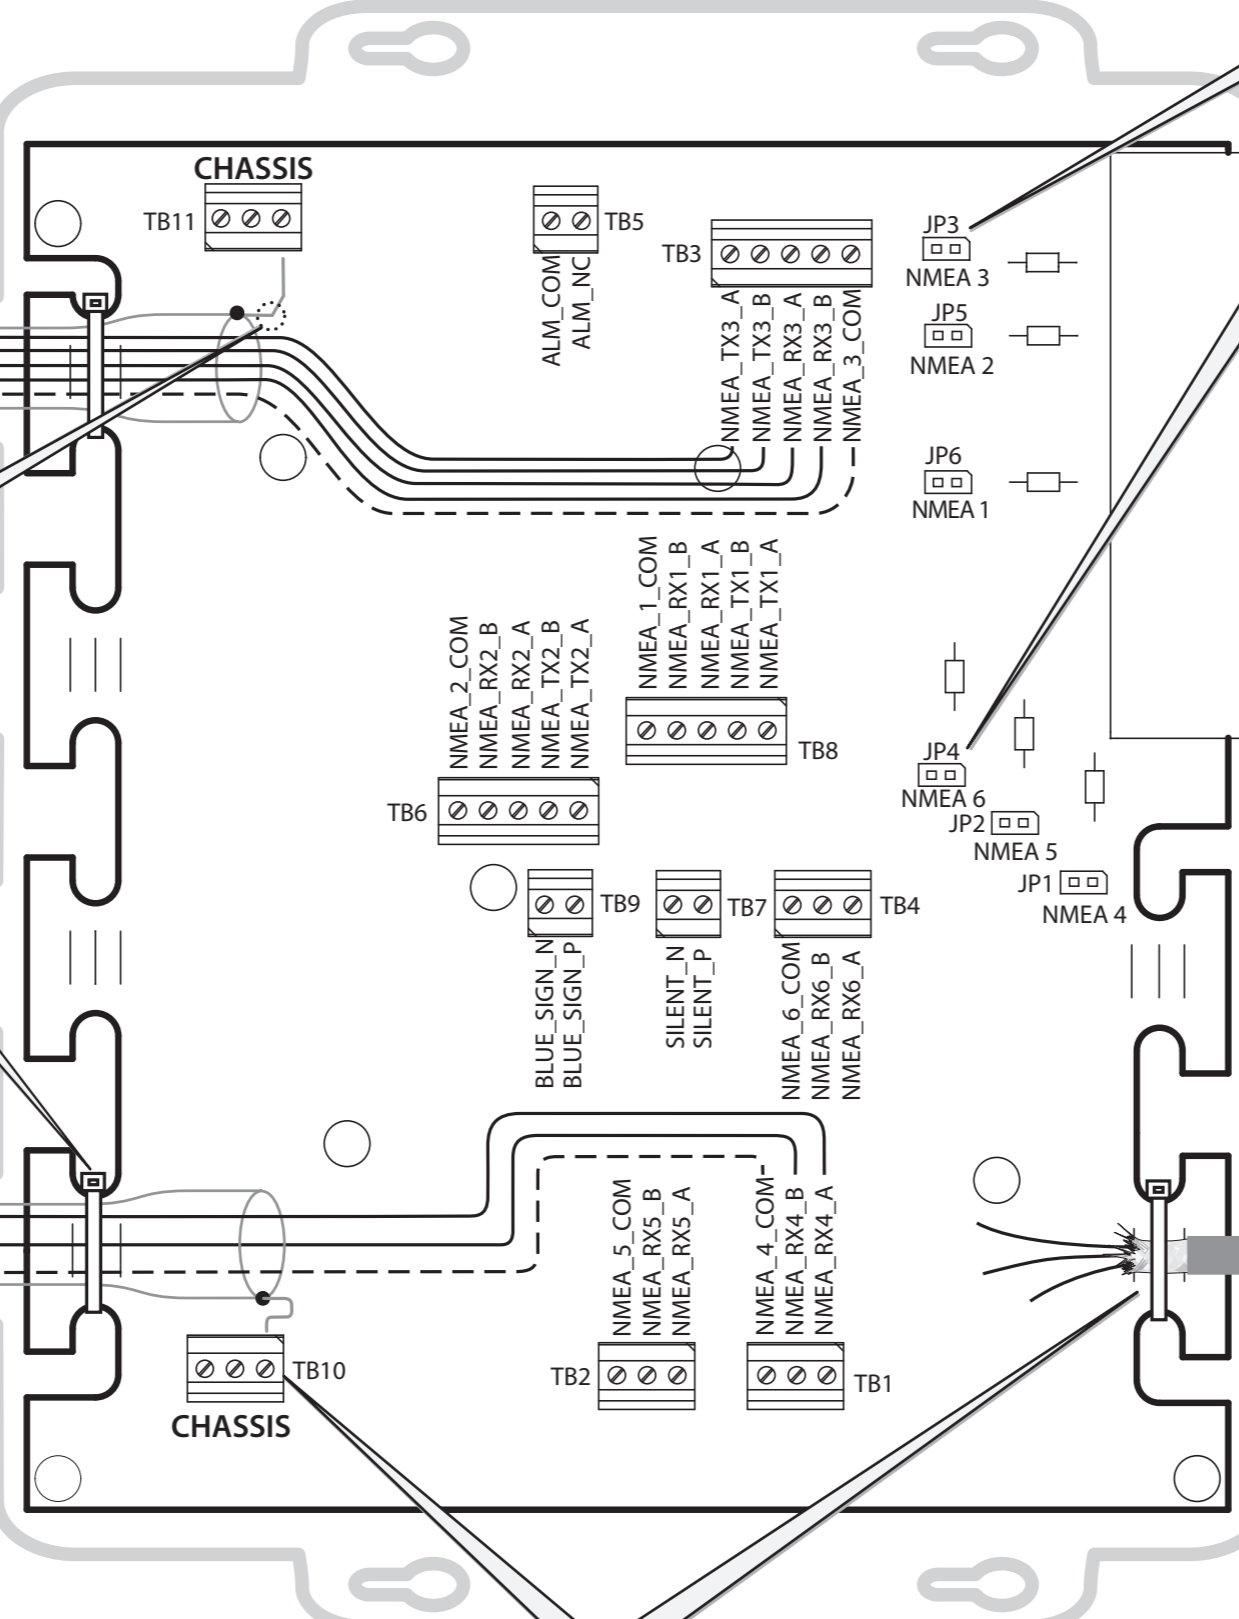 CHASSIS
TB11
TB5
ALM_COM
ALM_NC
TB3
NMEA_TX3_A
NMEA_TX3_B
NMEA_RX3_A
NMEA_RX3_B
NMEA_3_COM
JP3
NMEA 3
JP5
NMEA 2
JP6
NMEA 1
NMEA_1_COM
NMEA_RX1_B
NMEA_RX1_A
NMEA_TX1_B
NMEA_TX1_A
TB8
NMEA_2_COM
NMEA_RX2_B
NMEA_RX2_A
NMEA_TX2_B
NMEA_TX2_A
TB6
JP4
NMEA 6
JP2
NMEA 5
JP1
NMEA 4
TB9
BLUE_SIGN_N
BLUE_SIGN_P
TB7
SILENT_N
SILENT_P
TB4
NMEA_6_COM
NMEA_RX6_B
NMEA_RX6_A
NMEA_5_COM
NMEA_RX5_B
NMEA_RX5_A
TB2
NMEA_4_COM
NMEA_RX4_B
NMEA_RX4_A
TB1
TB10
CHASSIS